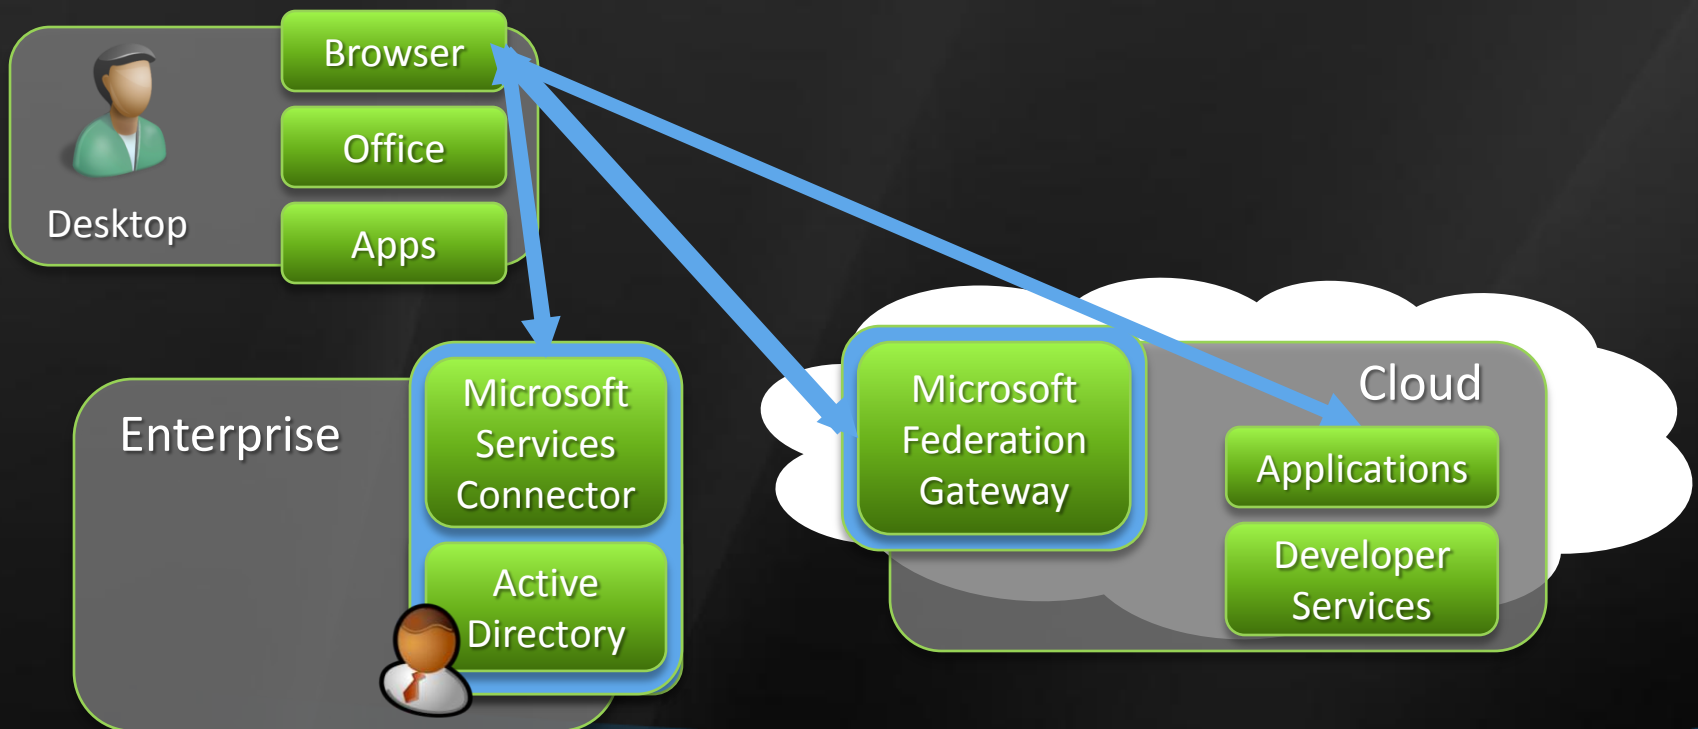 Browser
Office
Desktop
Apps
Enterprise
Microsoft
Services
Connector
Active
Directory
Microsoft
Federation
Gateway
Cloud
Applications
Developer
Services